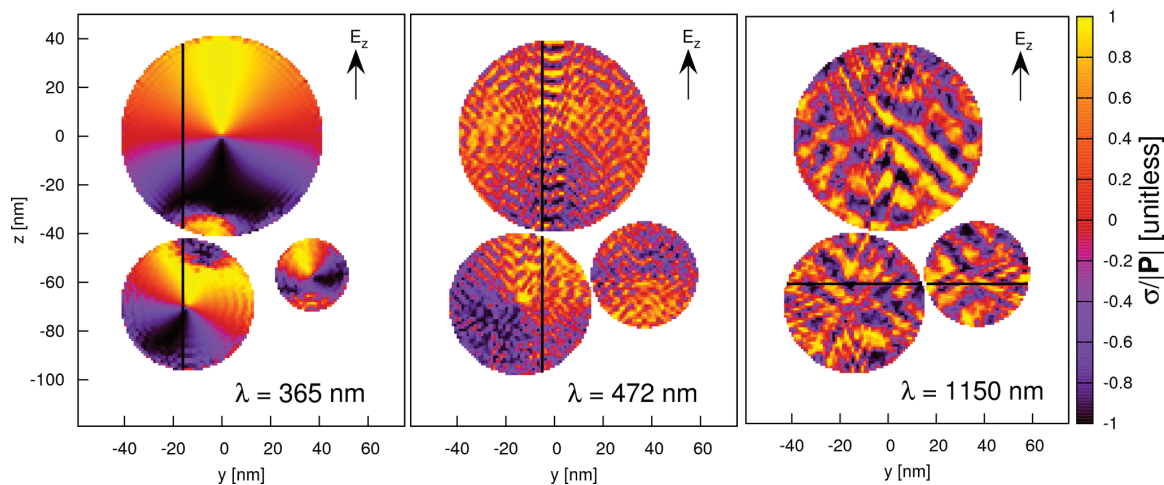 40
20
0
-20
-40
-60
-80
-100
z [nm]
E_z
λ = 365 nm
-40 -20 0 20 40 60
y [nm]
E_z
λ = 472 nm
-40 -20 0 20 40 60
y [nm]
E_z
λ = 1150 nm
-40 -20 0 20 40 60
y [nm]
1
0.8
0.6
0.4
0.2
0
-0.2
-0.4
-0.6
-0.8
-1
σ/|P| [unitless]